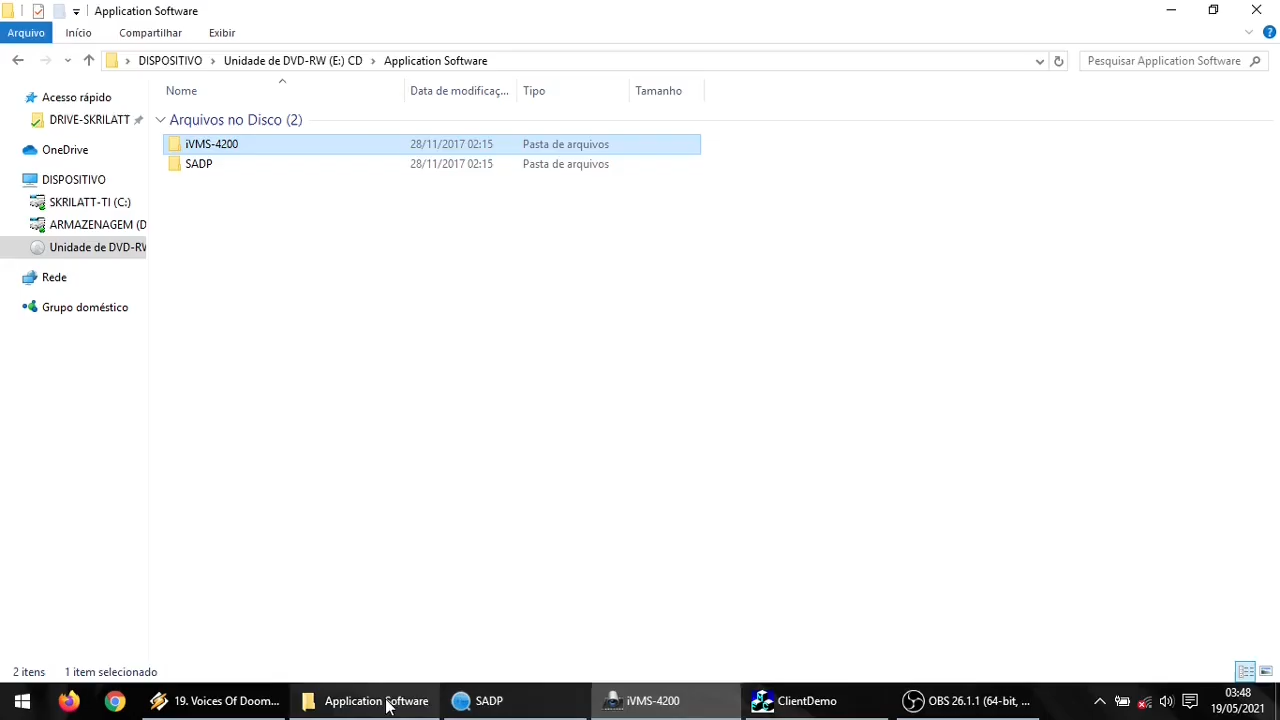 Application Software
Arquivo Início Compartilhar Exibir
DISPOSITIVO Unidade de DVD-RW (E:) CD Application Software
Pesquisar Application Software
Nome Data de modificaç... Tipo Tamanho
Arquivos no Disco (2)
iVMS-4200 28/11/2017 02:15 Pasta de arquivos
SADP 28/11/2017 02:15 Pasta de arquivos
Acesso rápido
DRIVE-SKRILATT
OneDrive
DISPOSITIVO
SKRILATT-TI (C:)
ARMAZENAGEM (D
Unidade de DVD-RW
Rede
Grupo doméstico
2 itens 1 item selecionado
19. Voices Of Doom... Application Software SADP iVMS-4200 ClientDemo OBS 26.1.1 (64-bit, ...
03:48
19/05/2021